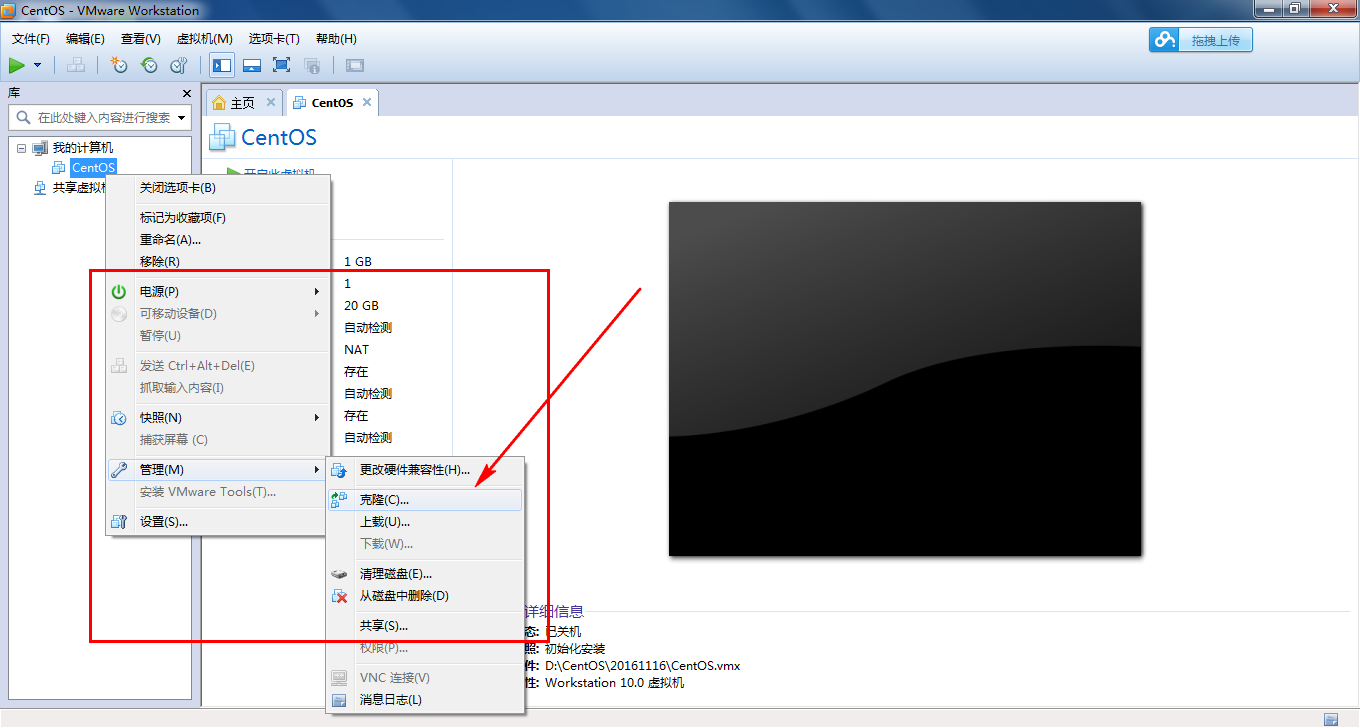 CentOS - VMware Workstation
文件(F) 编辑(E) 查看(V) 虚拟机(M) 选项卡(T) 帮助(H)
拖拽上传
库
在此处键入内容进行搜索
主页
CentOS
我的计算机
CentOS
共享虚拟机
CentOS
开启此虚拟机
关闭选项卡(B)
标记为收藏项(F)
重命名(A)...
移除(R)
电源(P)
可移动设备(D)
暂停(U)
发送 Ctrl+Alt+Del(E)
抓取输入内容(I)
快照(N)
捕获屏幕 (C)
管理(M)
安装 VMware Tools(T)...
设置(S)...
1 GB
1
20 GB
自动检测
NAT
存在
自动检测
存在
自动检测
更改硬件兼容性(H)...
克隆(C)...
上载(U)...
下载(W)...
清理磁盘(E)...
从磁盘中删除(D)
共享(S)...
权限(P)...
VNC 连接(V)
消息日志(L)
详细信息
态: 已关机
照: 初始化安装
件: D:\CentOS\20161116\CentOS.vmx
性: Workstation 10.0 虚拟机